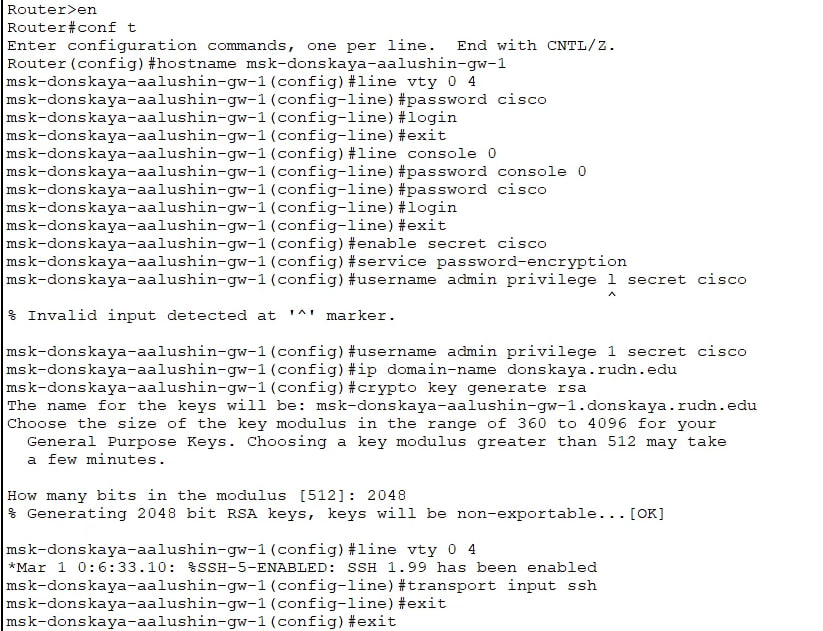 Router>en
Router#conf t
Enter configuration commands, one per line.  End with CNTL/Z.
Router(config)#hostname msk-donskaya-aalushin-gw-1
msk-donskaya-aalushin-gw-1(config)#line vty 0 4
msk-donskaya-aalushin-gw-1(config-line)#password cisco
msk-donskaya-aalushin-gw-1(config-line)#login
msk-donskaya-aalushin-gw-1(config-line)#exit
msk-donskaya-aalushin-gw-1(config)#line console 0
msk-donskaya-aalushin-gw-1(config-line)#password console 0
msk-donskaya-aalushin-gw-1(config-line)#password cisco
msk-donskaya-aalushin-gw-1(config-line)#login
msk-donskaya-aalushin-gw-1(config-line)#exit
msk-donskaya-aalushin-gw-1(config)#enable secret cisco
msk-donskaya-aalushin-gw-1(config)#service password-encryption
msk-donskaya-aalushin-gw-1(config)#username admin privilege l secret cisco
^
% Invalid input detected at '^' marker.
msk-donskaya-aalushin-gw-1(config)#username admin privilege 1 secret cisco
msk-donskaya-aalushin-gw-1(config)#ip domain-name donskaya.rudn.edu
msk-donskaya-aalushin-gw-1(config)#crypto key generate rsa
The name for the keys will be: msk-donskaya-aalushin-gw-1.donskaya.rudn.edu
Choose the size of the key modulus in the range of 360 to 4096 for your
General Purpose Keys. Choosing a key modulus greater than 512 may take
a few minutes.
How many bits in the modulus [512]: 2048
% Generating 2048 bit RSA keys, keys will be non-exportable...[OK]
msk-donskaya-aalushin-gw-1(config)#line vty 0 4
*Mar 1 0:6:33.10: %SSH-5-ENABLED: SSH 1.99 has been enabled
msk-donskaya-aalushin-gw-1(config-line)#transport input ssh
msk-donskaya-aalushin-gw-1(config-line)#exit
msk-donskaya-aalushin-gw-1(config)#exit